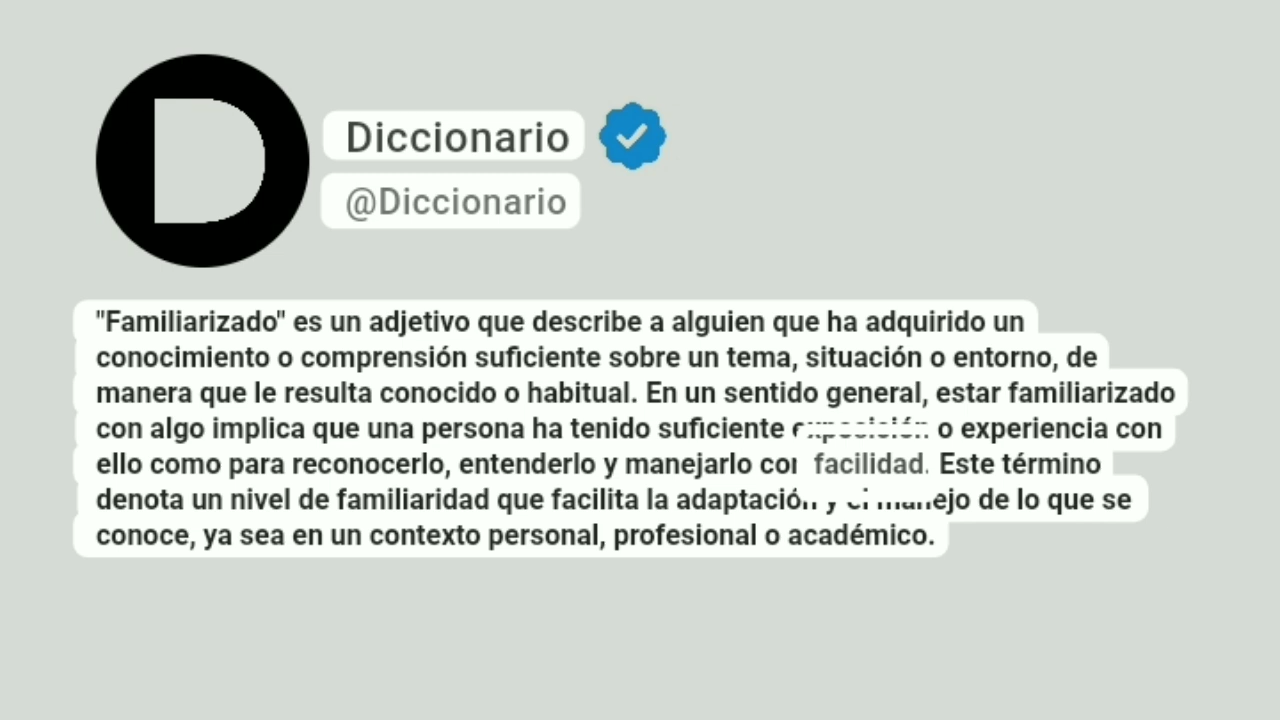 D
Diccionario
@Diccionario
"Familiarizado" es un adjetivo que describe a alguien que ha adquirido un
conocimiento o comprensión suficiente sobre un tema, situación o entorno, de
manera que le resulta conocido o habitual. En un sentido general, estar familiarizado
con algo implica que una persona ha tenido suficiente exposición o experiencia con
ello como para reconocerlo, entenderlo y manejarlo con facilidad. Este término
denota un nivel de familiaridad que facilita la adaptación y el manejo de lo que se
conoce, ya sea en un contexto personal, profesional o académico.